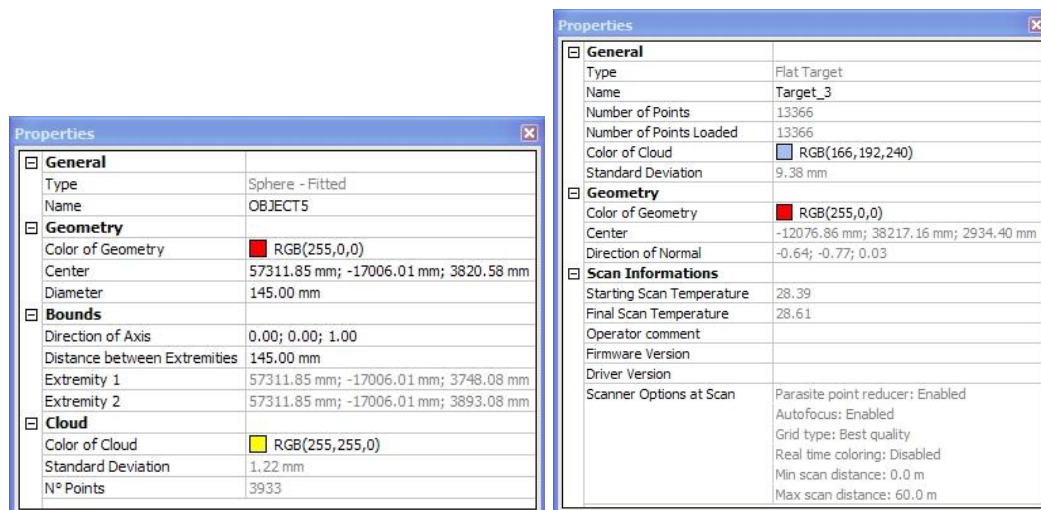 Properties
General
Type Sphere - Fitted
Name OBJECT5
Geometry
Color of Geometry RGB(255,0,0)
Center 57311.85 mm; -17006.01 mm; 3820.58 mm
Diameter 145.00 mm
Bounds
Direction of Axis 0.00; 0.00; 1.00
Distance between Extremities 145.00 mm
Extremity 1 57311.85 mm; -17006.01 mm; 3748.08 mm
Extremity 2 57311.85 mm; -17006.01 mm; 3893.08 mm
Cloud
Color of Cloud RGB(255,255,0)
Standard Deviation 1.22 mm
N° Points 3933
Properties
General
Type Flat Target
Name Target_3
Number of Points 13366
Number of Points Loaded 13366
Color of Cloud RGB(166,192,240)
Standard Deviation 9.38 mm
Geometry
Color of Geometry RGB(255,0,0)
Center -12076.86 mm; 38217.16 mm; 2934.40 mm
Direction of Normal -0.64; -0.77; 0.03
Scan Informations
Starting Scan Temperature 28.39
Final Scan Temperature 28.61
Operator comment
Firmware Version
Driver Version
Scanner Options at Scan Parasite point reducer: Enabled
Autofocus: Enabled
Grid type: Best quality
Real time coloring: Disabled
Min scan distance: 0.0 m
Max scan distance: 60.0 m